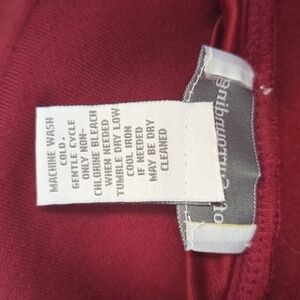 MACHINE WASH
COLD,
GENTLE CYCLE
ONLY NON-
CHLORINE BLEACH
WHEN NEEDED
TUMBLE DRY LOW
COOL IRON
IF NEEDED
MAY BE DRY
CLEANED